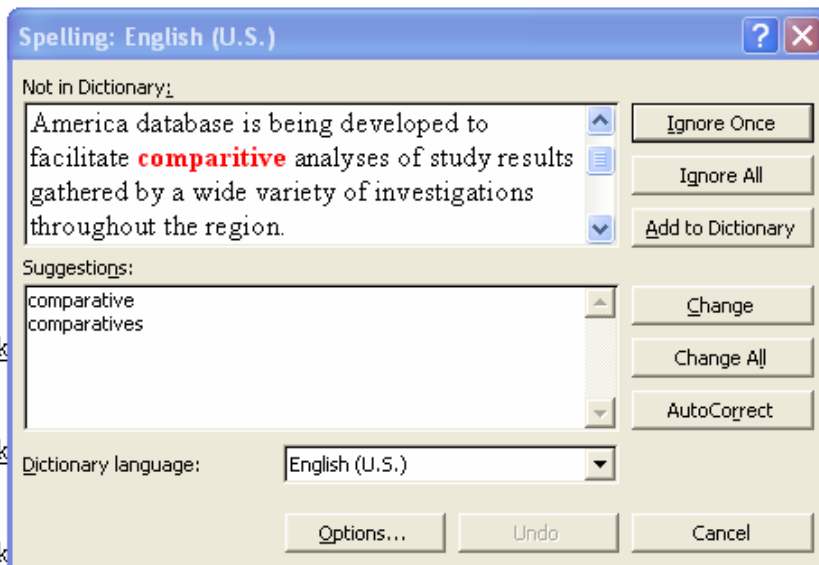 Spelling: English (U.S.)
Not in Dictionary:
America database is being developed to
facilitate comparitive analyses of study results
gathered by a wide variety of investigations
throughout the region.
Ignore Once
Ignore All
Add to Dictionary
Suggestions:
comparative
comparatives
Change
Change All
AutoCorrect
Dictionary language:
English (U.S.)
Options...
Undo
Cancel
k
k
k